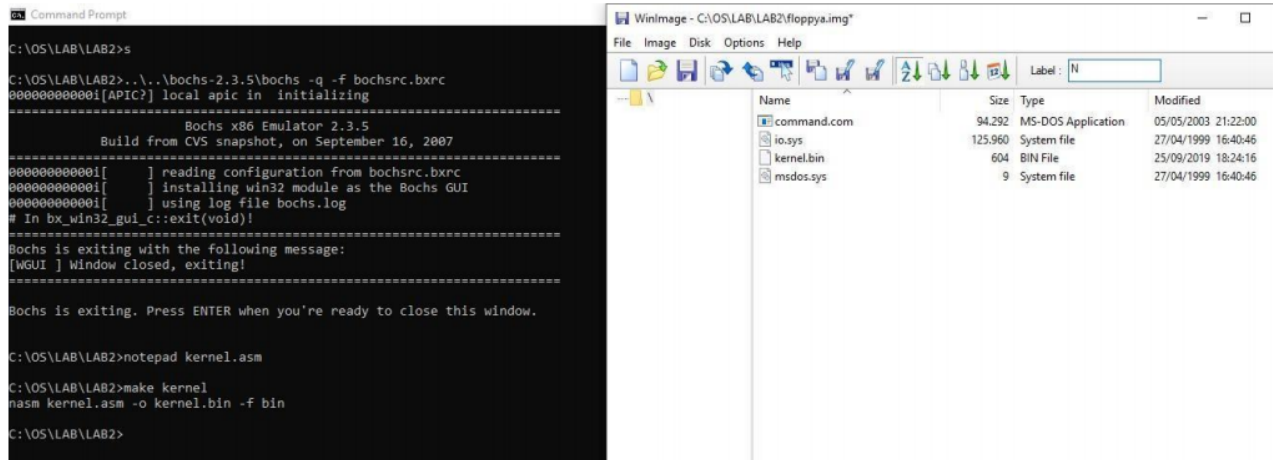 Command Prompt
C:\OS\LAB\LAB2>s
C:\OS\LAB\LAB2>..\..\bochs-2.3.5\bochs -q -f bochsrc.bxrc
00000000000i[APIC?] local apic in  initializing
========================================================================
Bochs x86 Emulator 2.3.5
Build from CVS snapshot, on September 16, 2007
========================================================================
00000000000i[     ] reading configuration from bochsrc.bxrc
00000000000i[     ] installing win32 module as the Bochs GUI
00000000000i[     ] using log file bochs.log
# In bx_win32_gui_c::exit(void)!
========================================================================
Bochs is exiting with the following message:
[WGUI ] Window closed, exiting!
========================================================================
Bochs is exiting. Press ENTER when you're ready to close this window.
C:\OS\LAB\LAB2>notepad kernel.asm
C:\OS\LAB\LAB2>make kernel
nasm kernel.asm -o kernel.bin -f bin
C:\OS\LAB\LAB2>
WinImage - C:\OS\LAB\LAB2\floppya.img*
File Image Disk Options Help
Label : N
\
Name Size Type Modified
command.com 94.292 MS-DOS Application 05/05/2003 21:22:00
io.sys 125.960 System file 27/04/1999 16:40:46
kernel.bin 604 BIN File 25/09/2019 18:24:16
msdos.sys 9 System file 27/04/1999 16:40:46